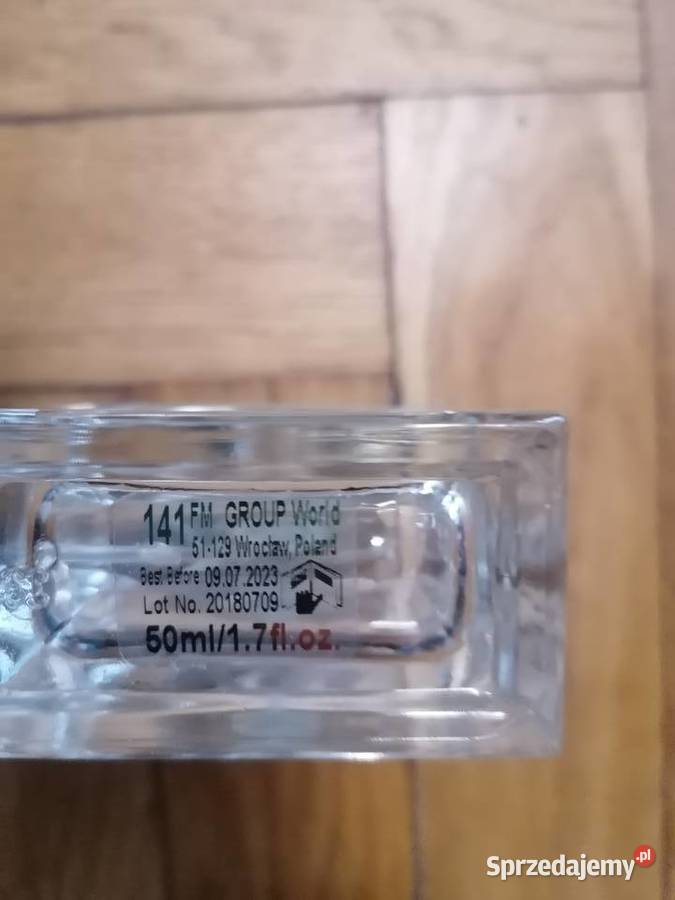 141 FM GROUP World
51-129 Wrocław, Poland
Best Before 09.07.2023
Lot No. 20180709
50ml/1.7fl.oz.
Sprzedajemy.pl